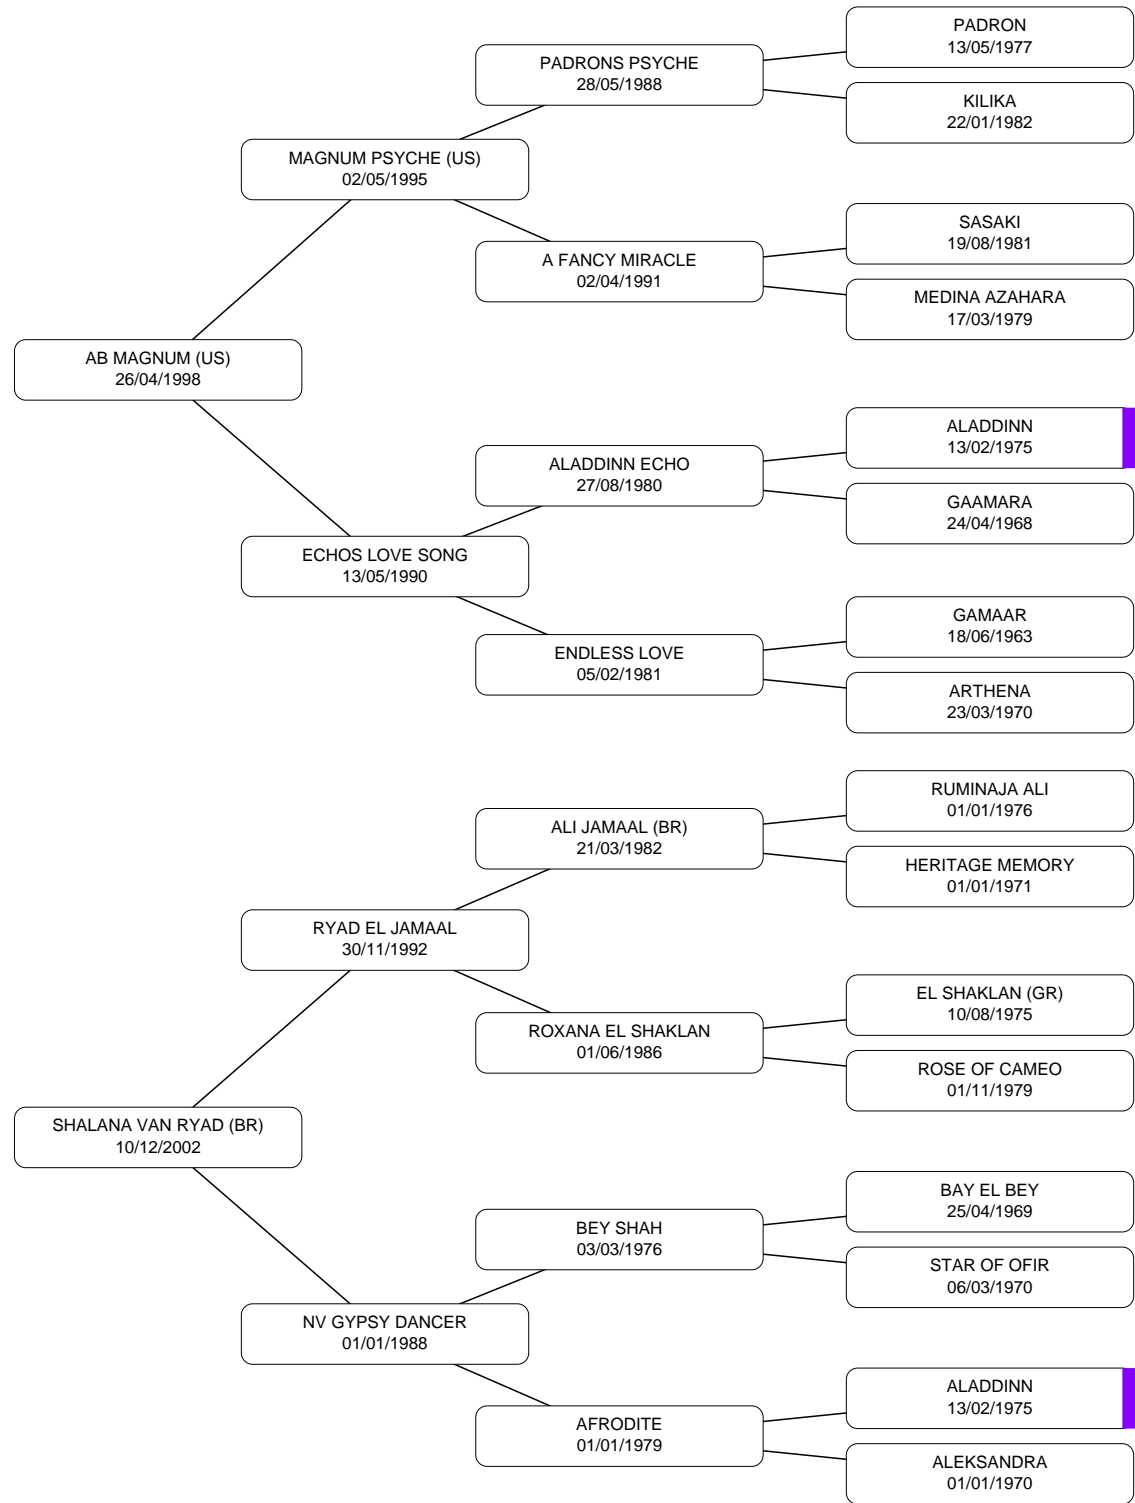 PADRON
13/05/1977
PADRONS PSYCHE
28/05/1988
KILIKA
22/01/1982
MAGNUM PSYCHE (US)
02/05/1995
SASAKI
19/08/1981
A FANCY MIRACLE
02/04/1991
MEDINA AZAHARA
17/03/1979
AB MAGNUM (US)
26/04/1998
ALADDINN
13/02/1975
ALADDINN ECHO
27/08/1980
GAAMARA
24/04/1968
ECHOS LOVE SONG
13/05/1990
GAMAAR
18/06/1963
ENDLESS LOVE
05/02/1981
ARTHENA
23/03/1970
RUMINAJA ALI
01/01/1976
ALI JAMAAL (BR)
21/03/1982
HERITAGE MEMORY
01/01/1971
RYAD EL JAMAAL
30/11/1992
EL SHAKLAN (GR)
10/08/1975
ROXANA EL SHAKLAN
01/06/1986
ROSE OF CAMEO
01/11/1979
SHALANA VAN RYAD (BR)
10/12/2002
BAY EL BEY
25/04/1969
BEY SHAH
03/03/1976
STAR OF OFIR
06/03/1970
NV GYPSY DANCER
01/01/1988
ALADDINN
13/02/1975
AFRODITE
01/01/1979
ALEKSANDRA
01/01/1970